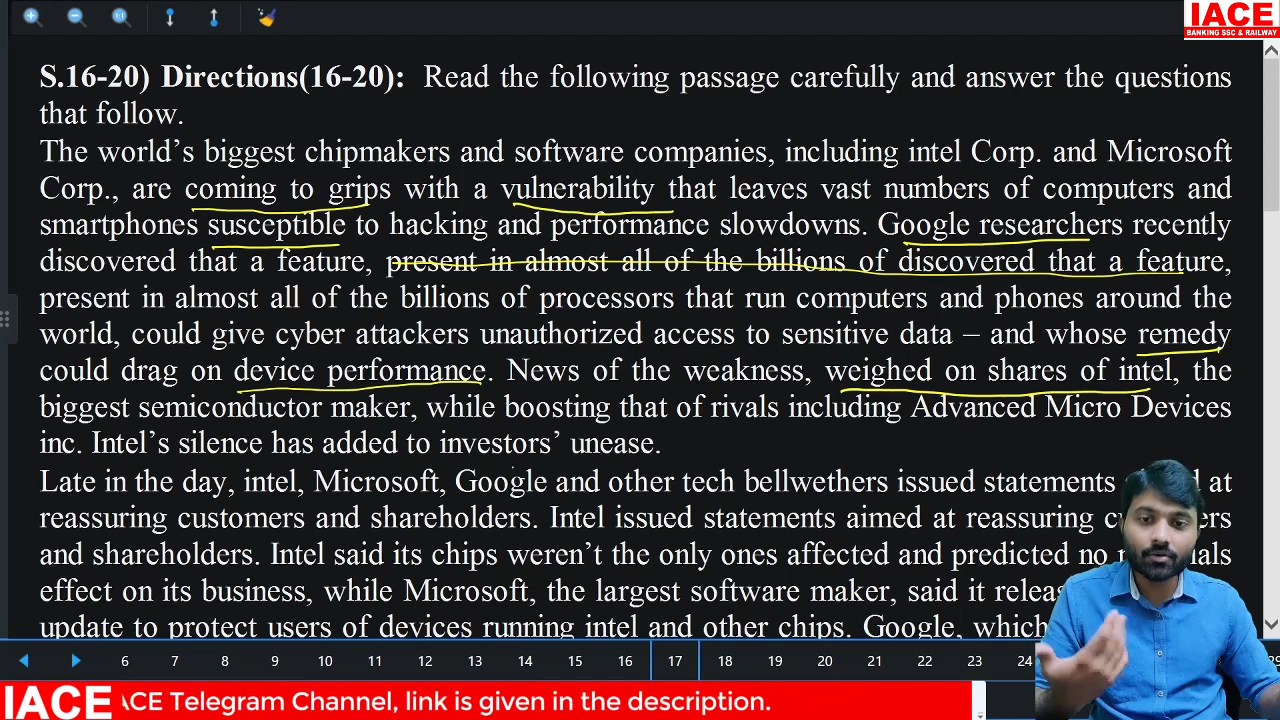 IACE
BANKING SSC & RAILWAY
S.16-20) Directions(16-20): Read the following passage carefully and answer the questions
that follow.
The world's biggest chipmakers and software companies, including intel Corp. and Microsoft
Corp., are coming to grips with a vulnerability that leaves vast numbers of computers and
smartphones susceptible to hacking and performance slowdowns. Google researchers recently
discovered that a feature, present in almost all of the billions of discovered that a feature,
present in almost all of the billions of processors that run computers and phones around the
world, could give cyber attackers unauthorized access to sensitive data – and whose remedy
could drag on device performance. News of the weakness, weighed on shares of intel, the
biggest semiconductor maker, while boosting that of rivals including Advanced Micro Devices
inc. Intel's silence has added to investors' unease.
Late in the day, intel, Microsoft, Google and other tech bellwethers issued statements at
reassuring customers and shareholders. Intel issued statements aimed at reassuring
and shareholders. Intel said its chips weren't the only ones affected and predicted no
effect on its business, while Microsoft, the largest software maker, said it
update to protect users of devices running intel and other chips. Google,
6 7 8 9 10 11 12 13 14 15 16 17 18 19 20 21 22 23 24
IACE ACE Telegram Channel, link is given in the description.